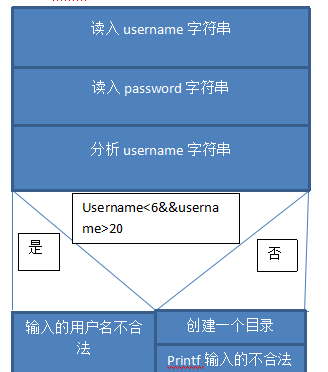 读入 username 字符串
读入 password 字符串
分析 username 字符串
Username<6&&userna
me>20
是
否
输入的用户名不合
法
创建一个目录
Printf 输入的不合法